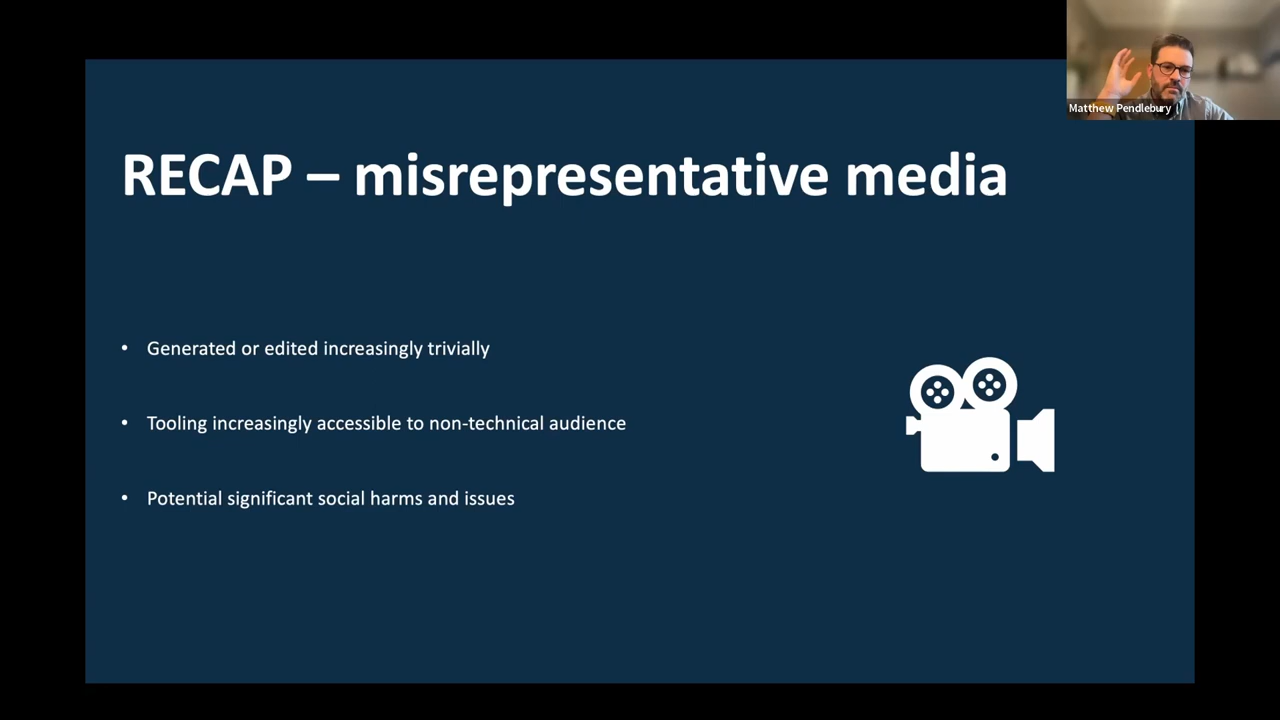 Matthew Pendlebury
RECAP – misrepresentative media
• Generated or edited increasingly trivially
• Tooling increasingly accessible to non-technical audience
• Potential significant social harms and issues